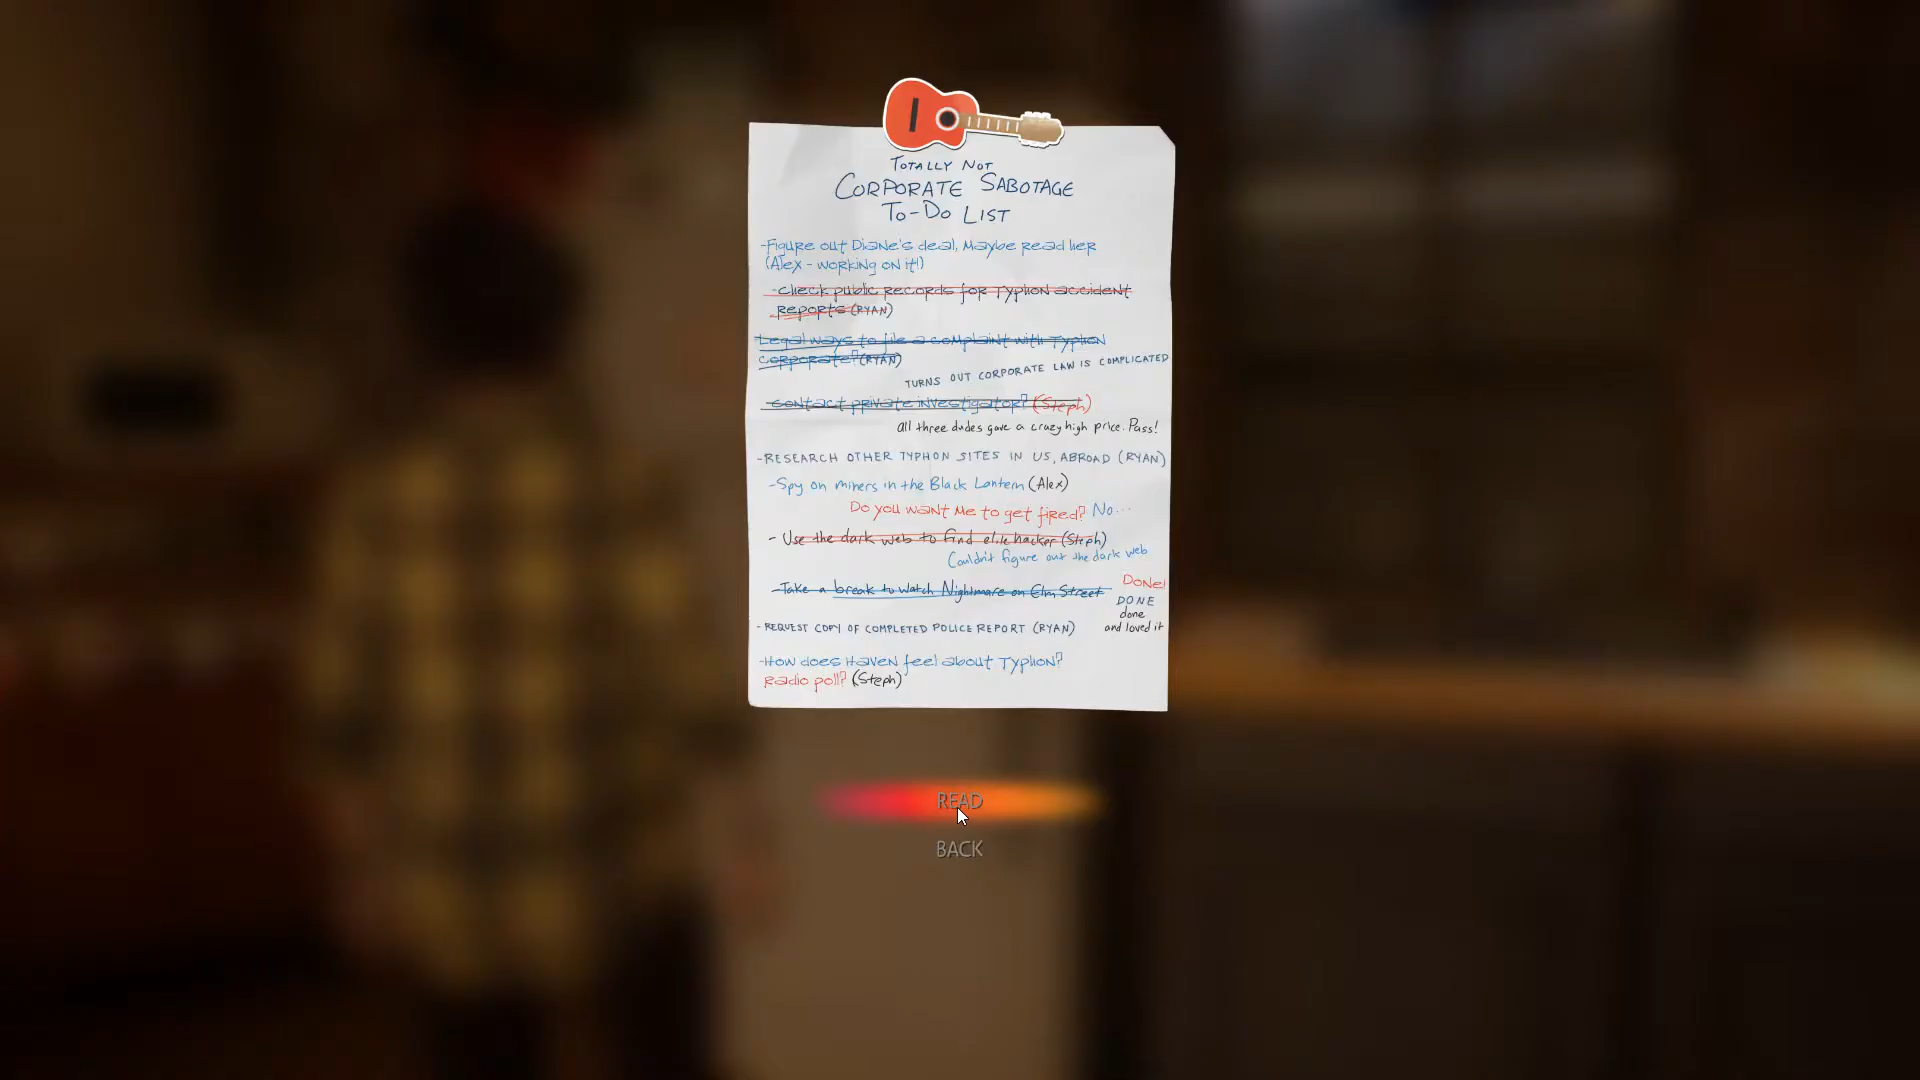 TOTALLY NOT
CORPORATE SABOTAGE
TO-DO LIST
-Figure out Diane's deal, Maybe read her
(Alex - working on it!)
-check public records for Typhon accident
reports (RYAN)
Legal ways to file a complaint with Typhon
corporate? (RYAN)
TURNS OUT CORPORATE LAW IS COMPLICATED
-contact private investigator? (Steph)
All three dudes gave a crazy high price. Pass!
-RESEARCH OTHER TYPHON SITES IN US, ABROAD (RYAN)
-Spy on miners in the Black Lantern (Alex)
Do you want me to get fired? No...
- Use the dark web to find elite hacker (Steph)
Couldn't figure out the dark web
-Take a break to watch Nightmare on Elm Street
Done!
DONE
done
and loved it
- REQUEST COPY OF COMPLETED POLICE REPORT (RYAN)
-How does Haven feel about Typhon?
Radio poll? (Steph)
READ
BACK